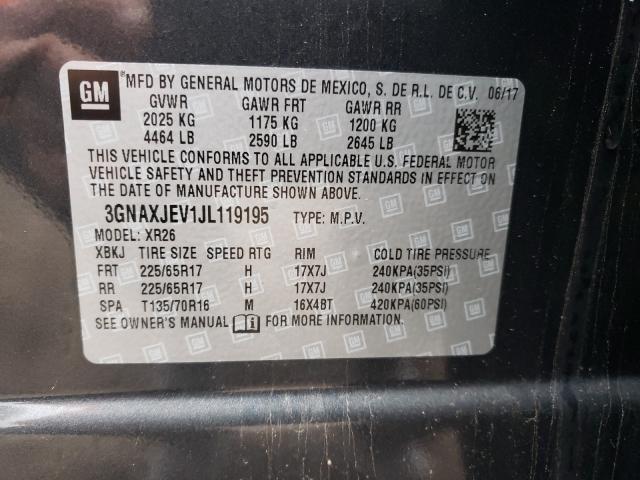 GM MFD BY GENERAL MOTORS DE MEXICO, S. DE R.L. DE C.V. 06/17
GVWR GAWR FRT GAWR RR
2025 KG 1175 KG 1200 KG
4464 LB 2590 LB 2645 LB
THIS VEHICLE CONFORMS TO ALL APPLICABLE U.S. FEDERAL MOTOR
VEHICLE SAFETY AND THEFT PREVENTION STANDARDS IN EFFECT ON
THE DATE OF MANUFACTURE SHOWN ABOVE.
3GNAXJEV1JL119195 TYPE: M.P.V.
MODEL: XR26
XBKJ TIRE SIZE SPEED RTG RIM COLD TIRE PRESSURE
FRT 225/65R17 H 17X7J 240KPA(35PSI)
RR 225/65R17 H 17X7J 240KPA(35PSI)
SPA T135/70R16 M 16X4BT 420KPA(60PSI)
SEE OWNER'S MANUAL FOR MORE INFORMATION.